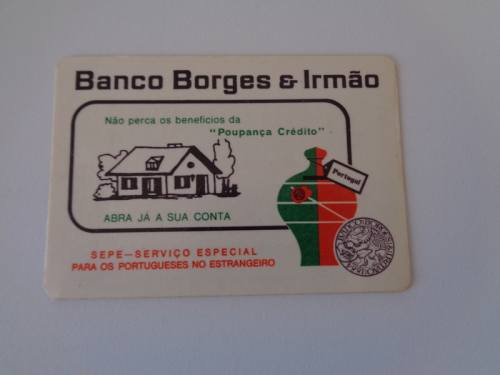 Banco Borges & Irmão
Não perca os beneficios da
"Poupança Crédito"
Portugal
ABRA JÁ A SUA CONTA
SEPE—SERVIÇO ESPECIAL
PARA OS PORTUGUESES NO ESTRANGEIRO